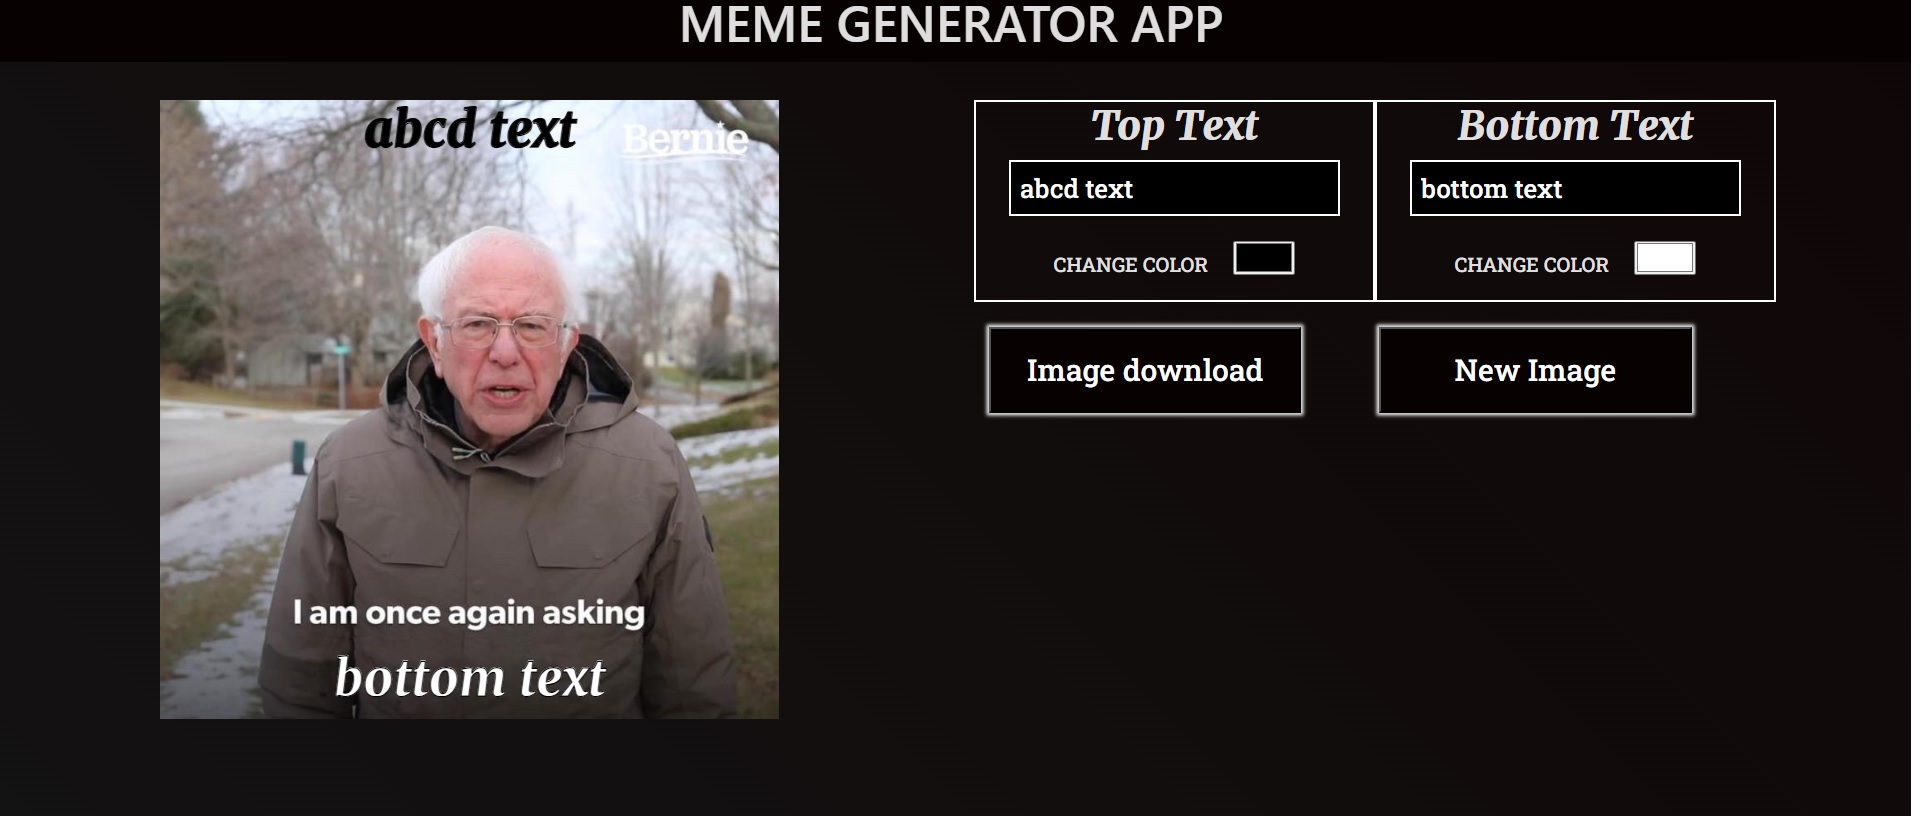 MEME GENERATOR APP
abcd text
Bernie
I am once again asking
bottom text
Top Text
abcd text
CHANGE COLOR
Bottom Text
bottom text
CHANGE COLOR
Image download
New Image